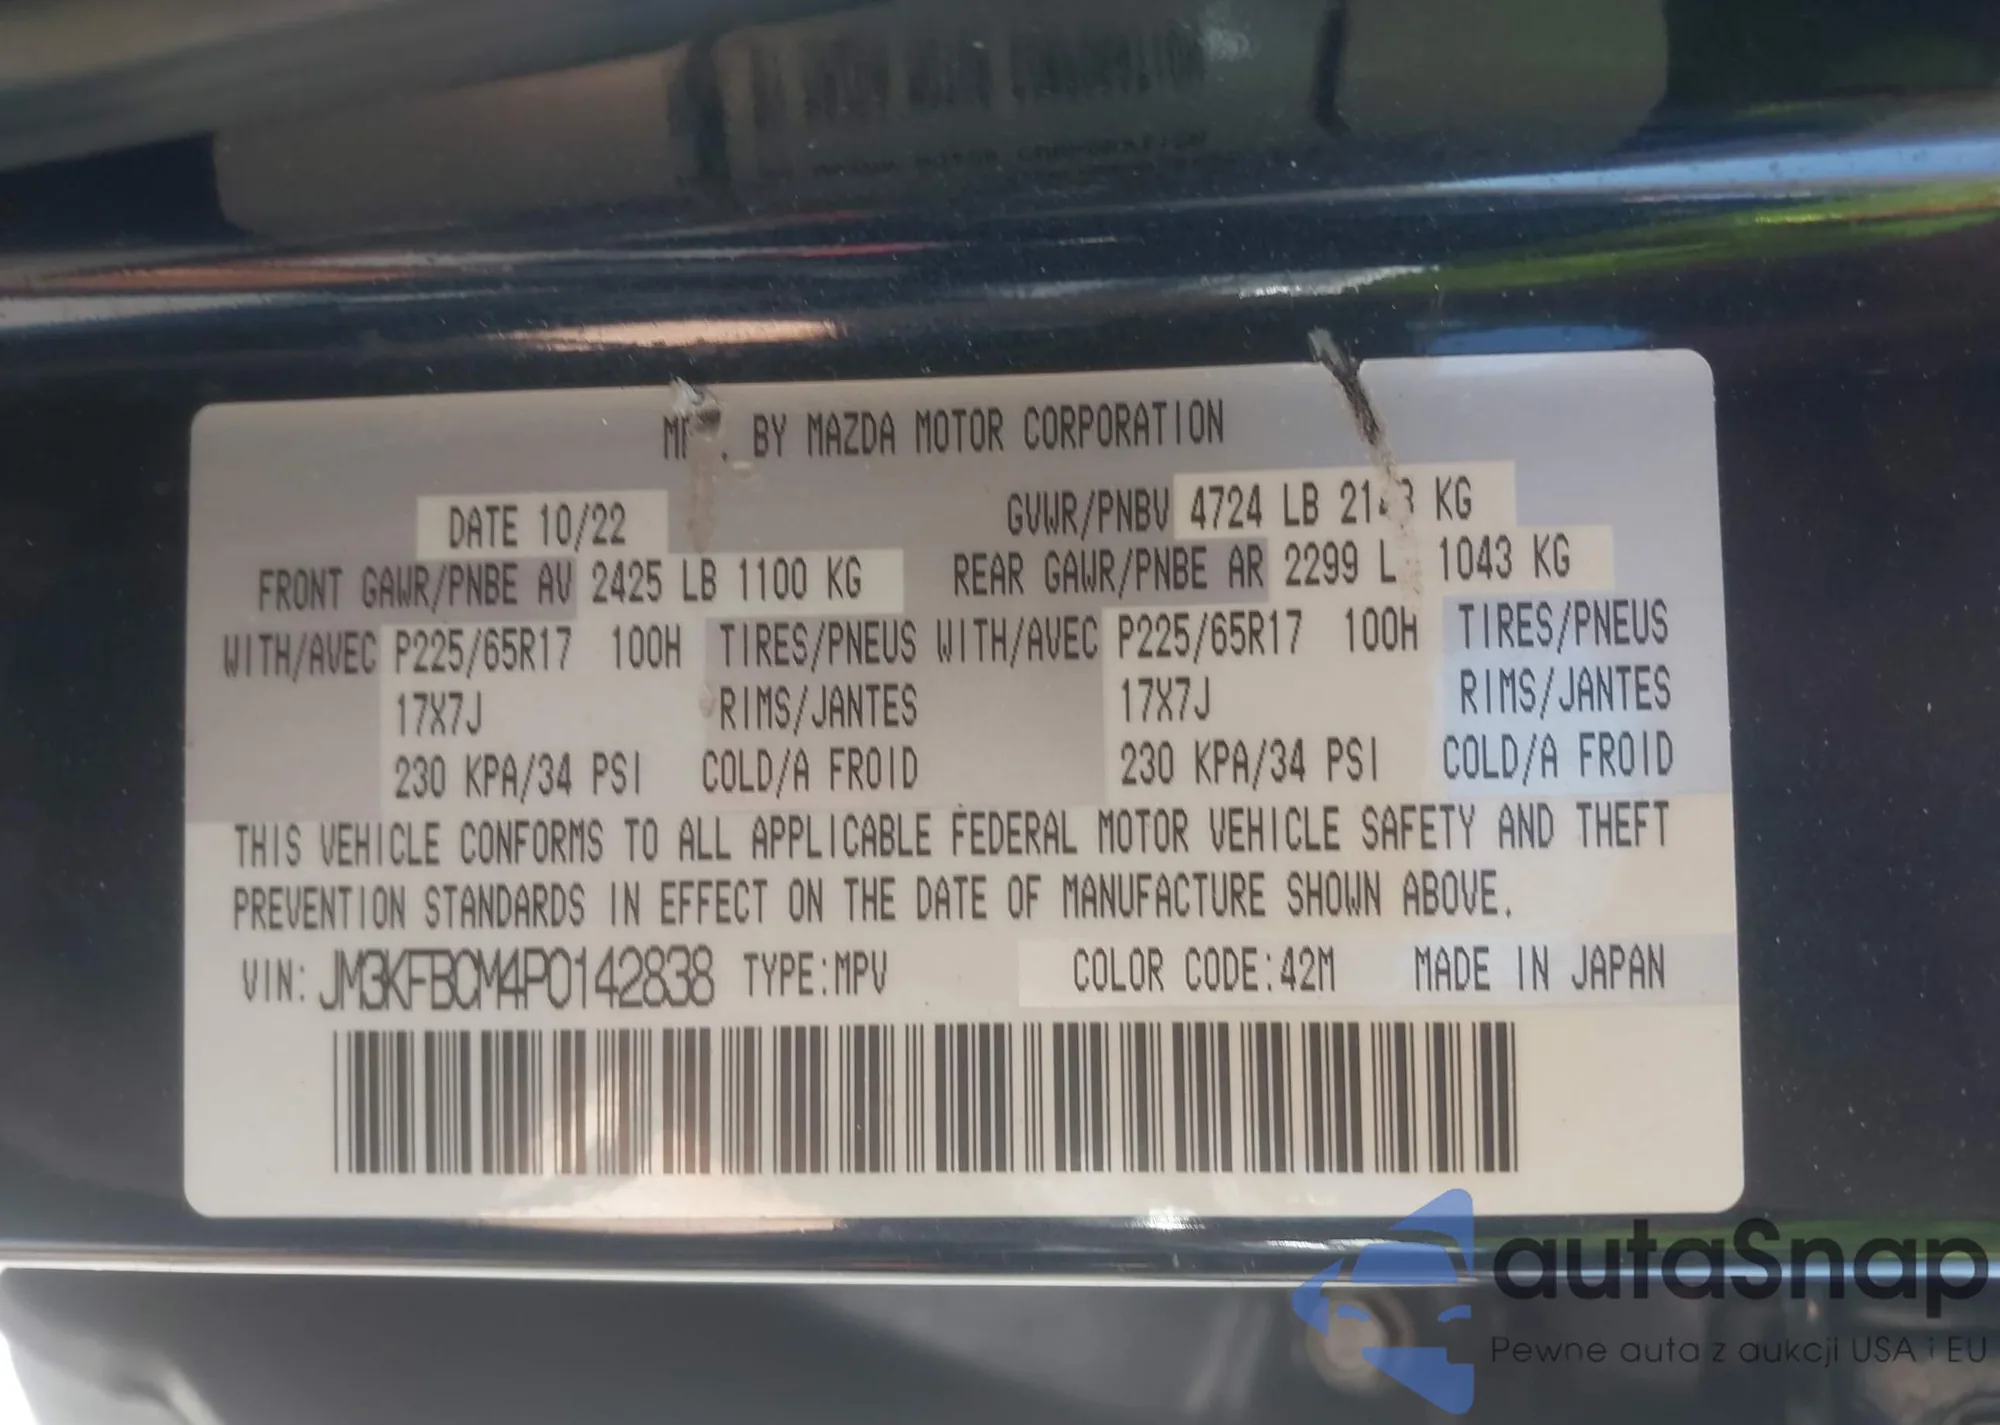 BY MAZDA MOTOR CORPORATION
DATE 10/22 GVWR/PNBV 4724 LB KG
FRONT GAWR/PNBE AV 2425 LB 1100 KG REAR GAWR/PNBE AR 2299 L 1043 KG
WITH/AVEC P225/65R17 100H TIRES/PNEUS WITH/AVEC P225/65R17 100H TIRES/PNEUS
17X7J RIMS/JANTES 17X7J RIMS/JANTES
230 KPA/34 PSI COLD/A FROID 230 KPA/34 PSI COLD/A FROID
THIS VEHICLE CONFORMS TO ALL APPLICABLE FEDERAL MOTOR VEHICLE SAFETY AND THEFT
PREVENTION STANDARDS IN EFFECT ON THE DATE OF MANUFACTURE SHOWN ABOVE.
VIN: JM3KFBCM4P0142838 TYPE:MPV COLOR CODE:42M MADE IN JAPAN
autaSnap
Pewne auta z aukcji USA i EU